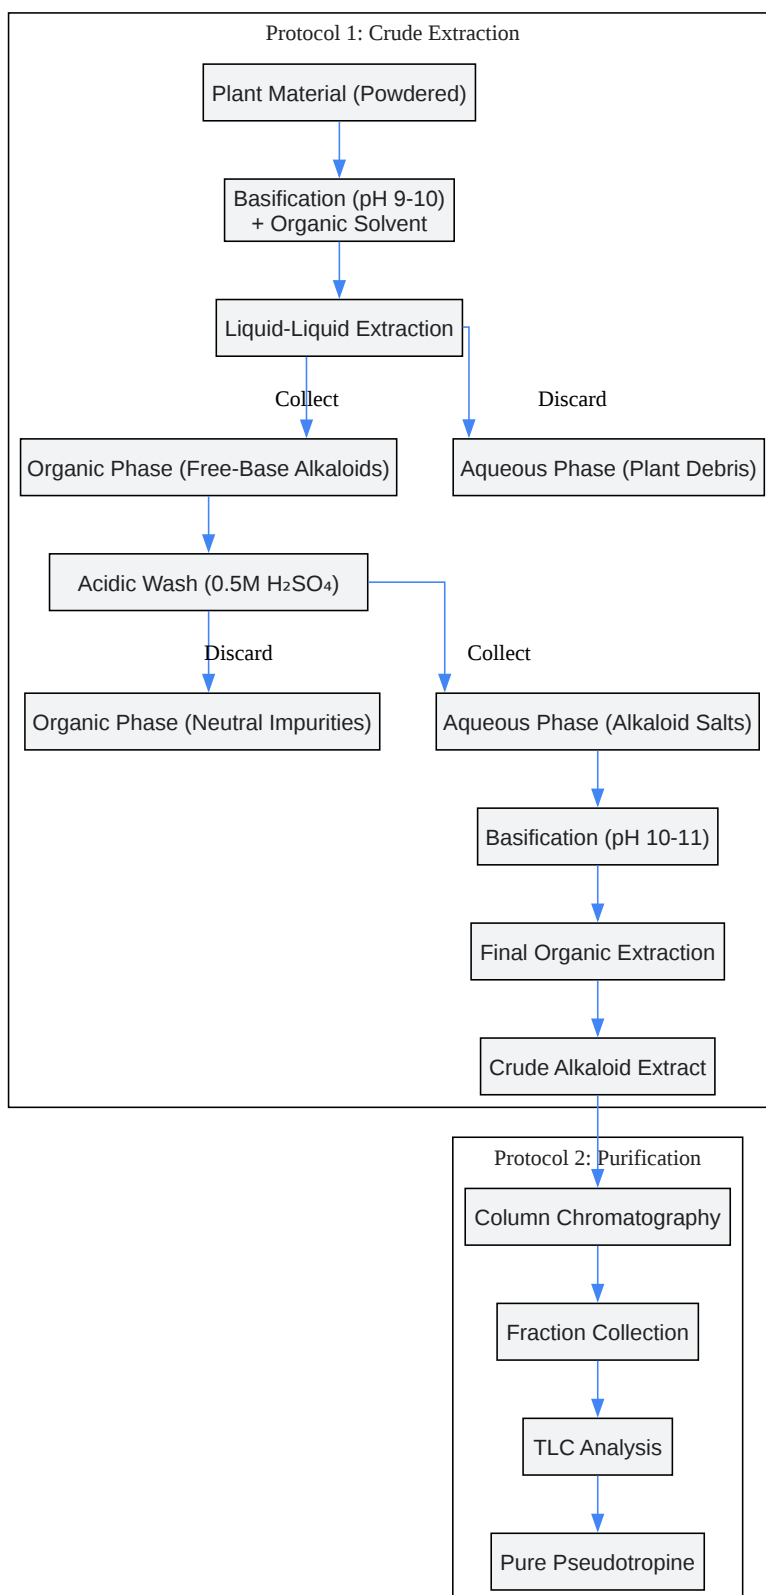 Protocol 1: Crude Extraction
Plant Material (Powdered)
Basification (pH 9-10)
+ Organic Solvent
Liquid-Liquid Extraction
Collect
Discard
Organic Phase (Free-Base Alkaloids)
Aqueous Phase (Plant Debris)
Acidic Wash (0.5M H₂SO₄)
Discard
Collect
Organic Phase (Neutral Impurities)
Aqueous Phase (Alkaloid Salts)
Basification (pH 10-11)
Final Organic Extraction
Crude Alkaloid Extract
Protocol 2: Purification
Column Chromatography
Fraction Collection
TLC Analysis
Pure Pseudotropine